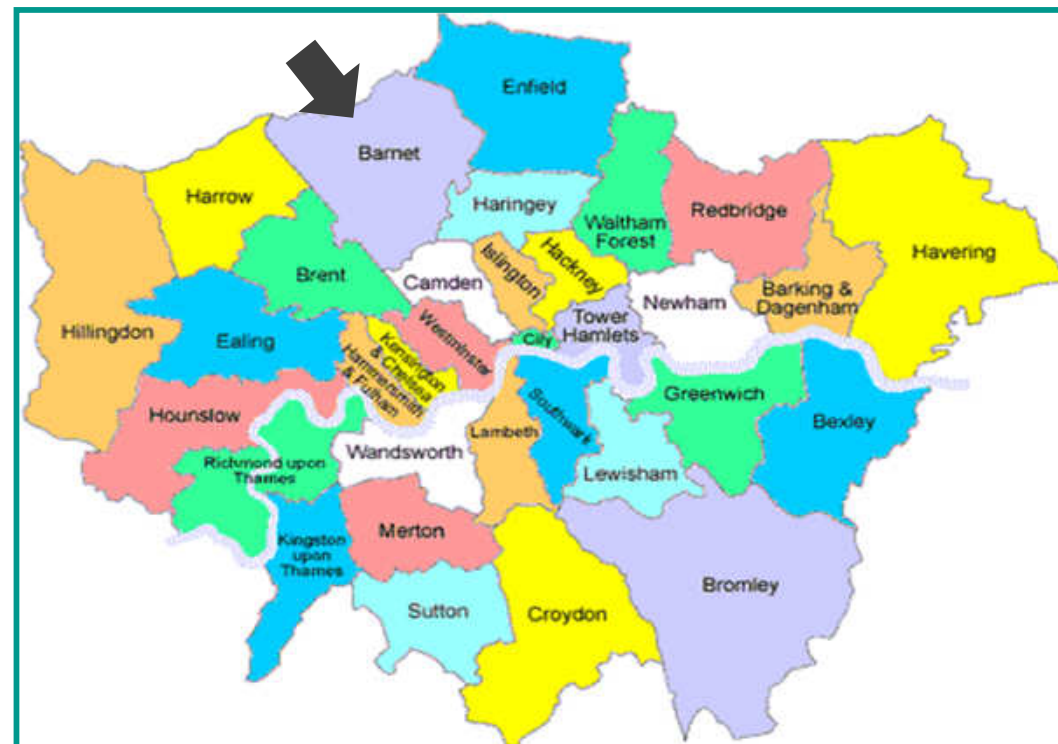 Enfield
Barnet
Harrow
Haringey
Waltham
Forest
Redbridge
Havering
Brent
Camden
Islington
Hackney
Newham
Barking &
Dagenham
Hillingdon
Ealing
Westminster
City
Tower
Hamlets
Kensington
& Chelsea
Hammersmith
& Fulham
Hounslow
Greenwich
Bexley
Richmond upon
Thames
Wandsworth
Lambeth
Southwark
Lewisham
Kingston
upon
Thames
Merton
Sutton
Croydon
Bromley